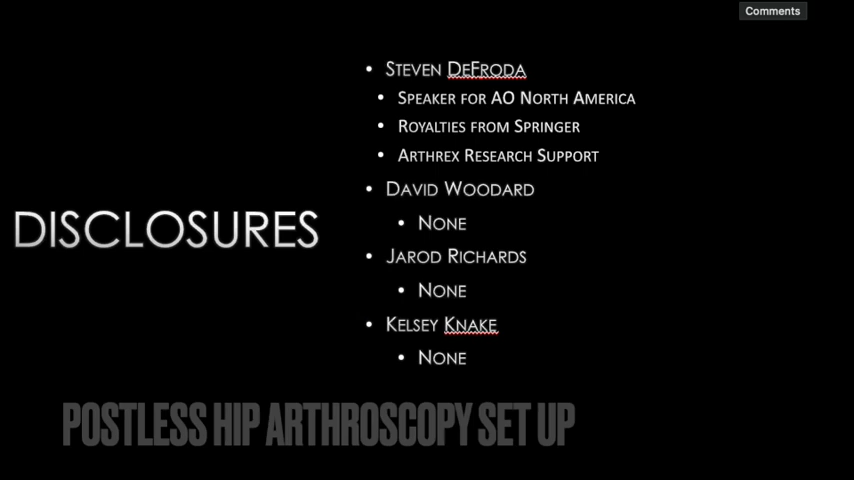 Comments
• Steven DeFroda
• Speaker for AO North America
• Royalties from Springer
• Arthrex Research Support
• David Woodard
• None
DISCLOSURES
• Jarod Richards
• None
• Kelsey Knake
• None
POSTLESS HIP ARTHROSCOPY SET UP